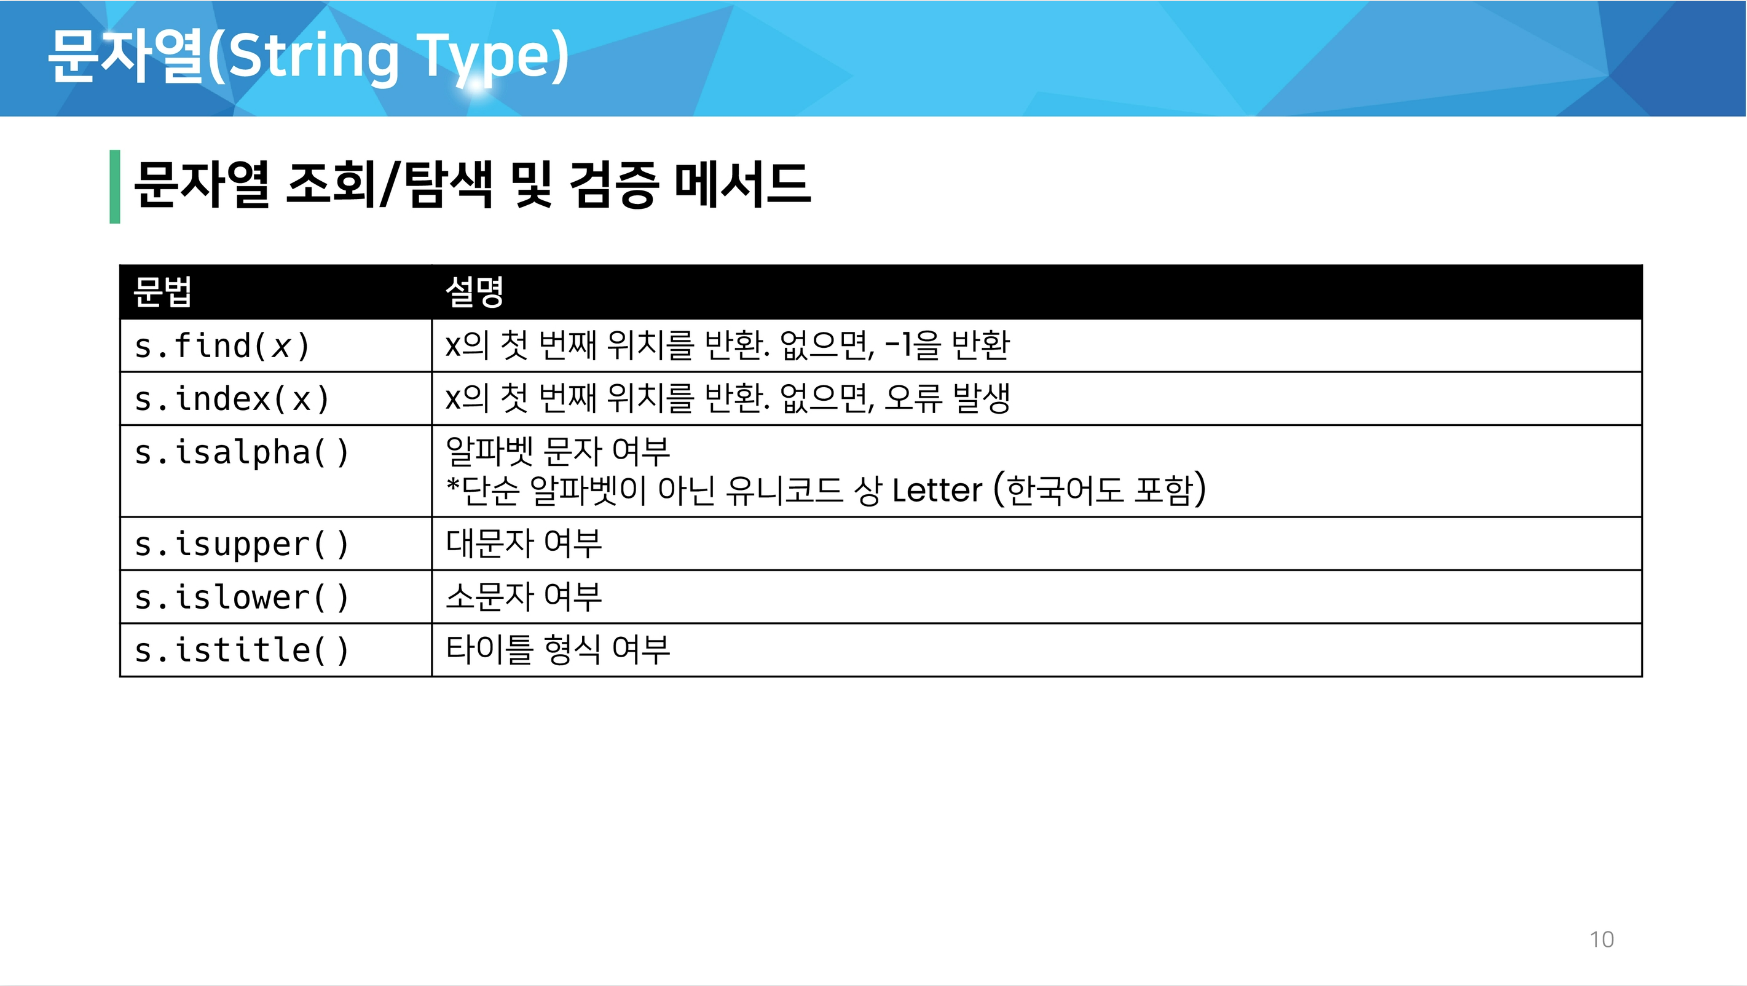 문자열(String Type)
문자열 조회/탐색 및 검증 메서드
문법 설명
s.find(x) x의 첫 번째 위치를 반환. 없으면, -1을 반환
s.index(x) x의 첫 번째 위치를 반환. 없으면, 오류 발생
s.isalpha() 알파벳 문자 여부
*단순 알파벳이 아닌 유니코드 상 Letter (한국어도 포함)
s.isupper() 대문자 여부
s.islower() 소문자 여부
s.istitle() 타이틀 형식 여부
10